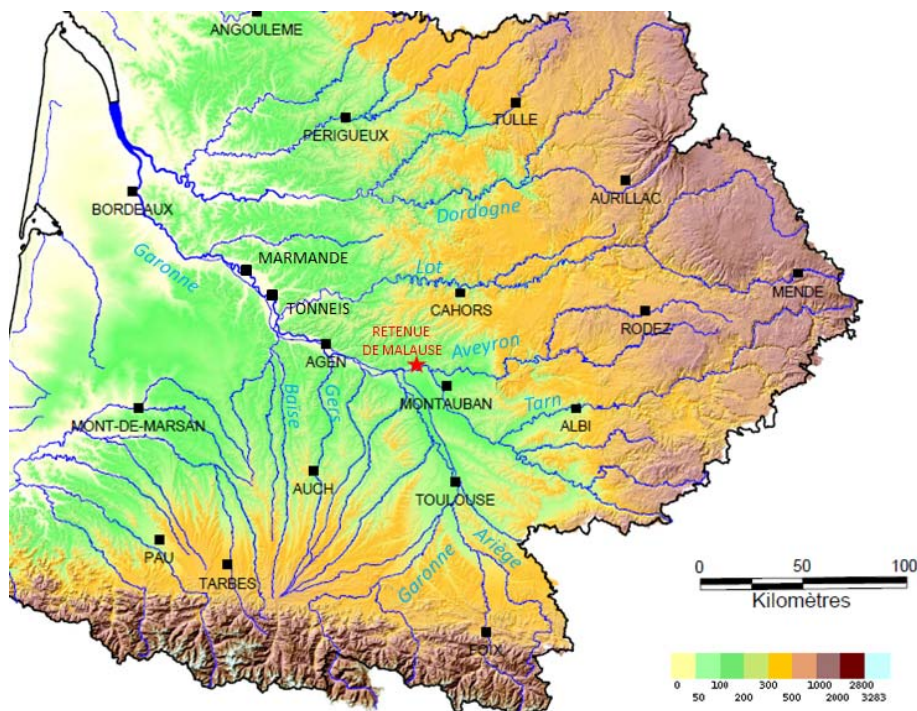 ANGOULEME
PERIGUEUX
TULLE
AURILLAC
BORDEAUX
Dordogne
Garonne
MARMANDE
Lot
TONNEIS
CAHORS
MENDE
RODEZ
RETENUE
DE MALAUSE
Aveyron
AGEN
MONTAUBAN
Baïse
Gers
Tarn
ALBI
MONT-DE-MARSAN
AUCH
TOULOUSE
PAU
TARBES
Garonne
Ariège
FOIX
0 50 100
Kilomètres
0 100 300 1000 2800
50 200 500 2000 3283